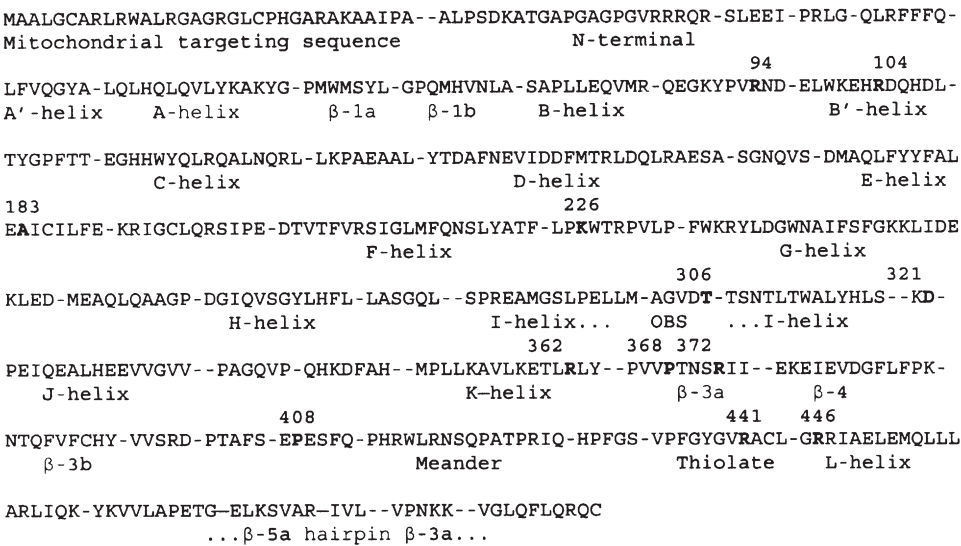 MAALGCARLRWALRGAGRGLCPHGARAKAAIPA--ALPSDKATGAPGAGPGVRRRQR-SLEEI-PRLG-QLRFFFQ-
Mitochondrial targeting sequence N-terminal
94 104
LFVQGYA-LQLHQLQVLYKAKYG-PMWMSYL-GPQMHVNLA-SAPLLEQVMR-QEGKYPVRND-ELWKEHRDQHDL-
A'-helix A-helix β-1a β-1b B-helix B'-helix
TYGPFTT-EGHHWYQLRQALNQRL-LKPAEAAL-YTDAFNEVIDDFMTRLDQLRAESA-SGNQVS-DMAQLFYYFAL
C-helix D-helix E-helix
183 226
EAICILFE-KRIGCLQRSIPE-DTVTFVRSIGLMFQNSLYATF-LPKWTRPVLP-FWKRYLDGWNAIFSFGKKLIDE
F-helix G-helix
306 321
KLED-MEAQLQAAGP-DGIQVSGYLHFL-LASGQL--SPREAMGSLPELLM-AGVDT-TSNTLTWALYHLS--KD-
H-helix I-helix... OBS ...I-helix
362 368 372
PEIQEALHEEVVGVV--PAGQVP-QHKDFAH--MPLLKAVLKETLRLY--PVVPTNSRII--EKEIEVDGFLFPK-
J-helix K—helix β-3a β-4
408 441 446
NTQFVFCHY-VVSRD-PTAFS-EPESFQ-PHRWLRNSQPATPRIQ-HPFGS-VPFGYGVRACL-GRRIAELEMQLLL
β-3b Meander Thiolate L-helix
ARLIQK-YKVVLAPETG—ELKSVAR—IVL--VPNKK--VGLQFLQRQC
...β-5a hairpin β-3a...